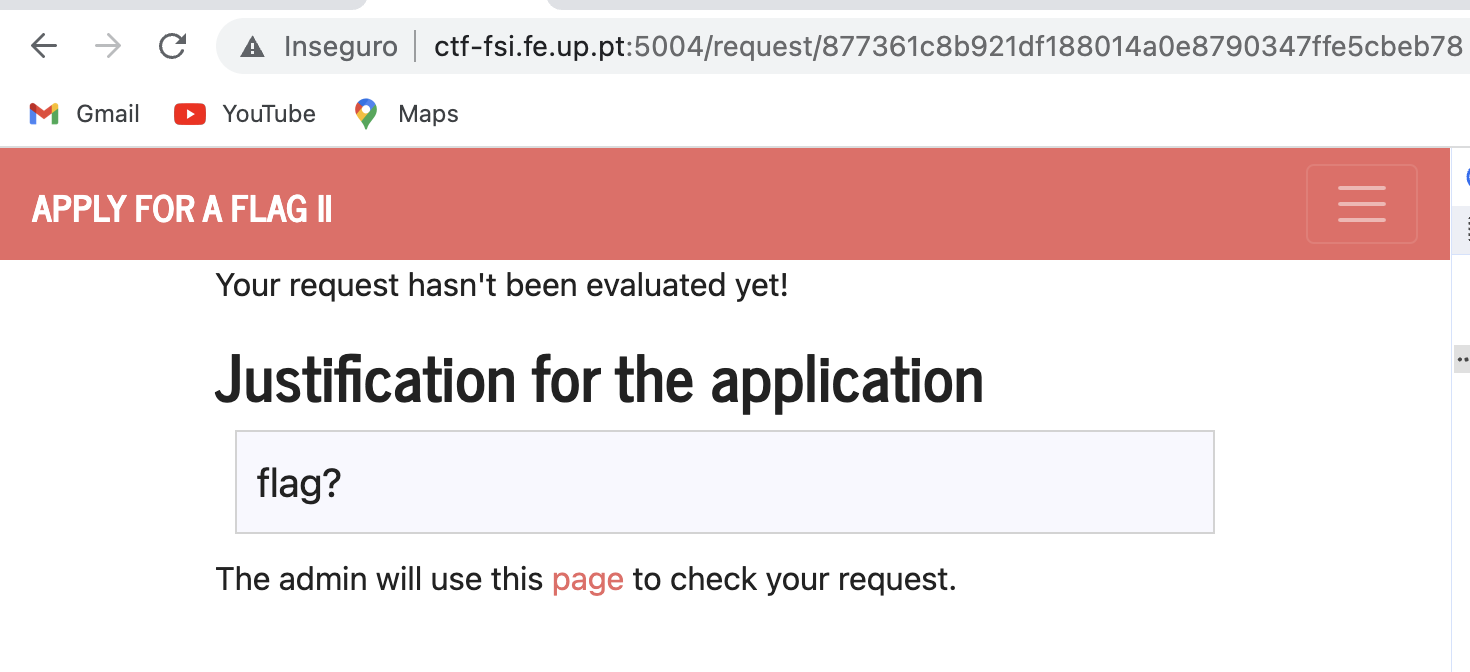 Inseguro ctf-fsi.fe.up.pt:5004/request/877361c8b921df188014a0e8790347ffe5cbeb78
Gmail YouTube Maps
APPLY FOR A FLAG II
Your request hasn't been evaluated yet!
Justification for the application
flag?
The admin will use this page to check your request.